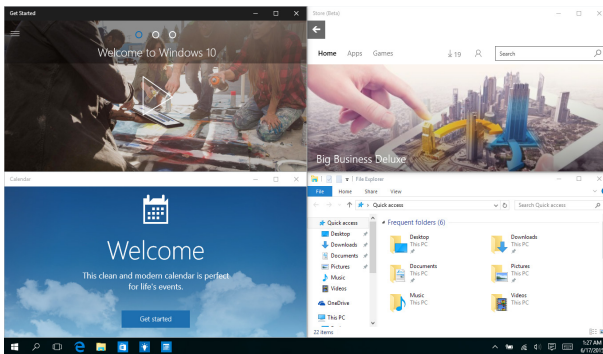 Get Started
Welcome to Windows 10
Store (Beta)
Home Apps Games 19 Search
Big Business Deluxe
Calendar
Welcome
This clean and modern calendar is perfect
for life's events.
Get started
File Explorer
File Home Share View
Quick access Search Quick access
Quick access
Desktop
Downloads
Documents
Pictures
Music
Videos
OneDrive
This PC
Frequent folders (6)
Desktop
This PC
Downloads
This PC
Documents
This PC
Pictures
This PC
Music
This PC
Videos
This PC
22 items
1:27 AM